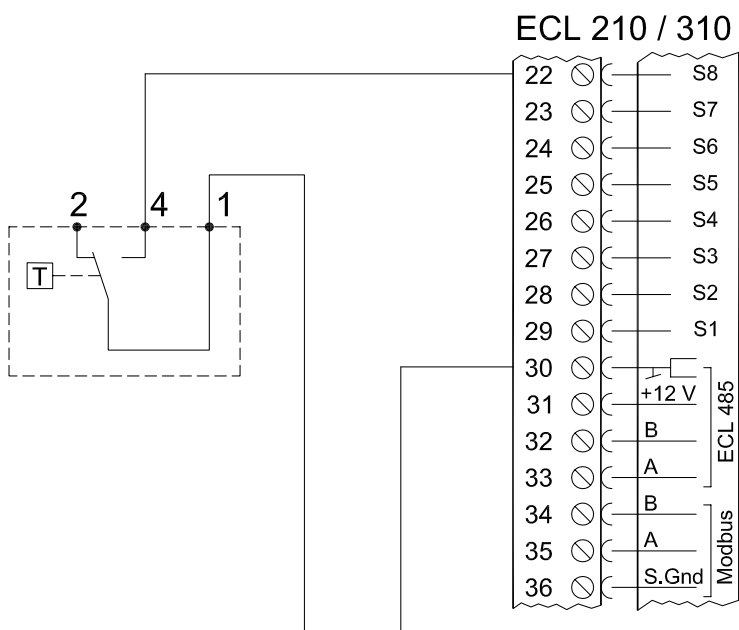 ECL 210 / 310
22 S8
23 S7
24 S6
25 S5
26 S4
27 S3
28 S2
29 S1
30
31 +12 V
32 B
33 A
34 B
35 A
36 S.Gnd
ECL 485
Modbus
2 4 1
T